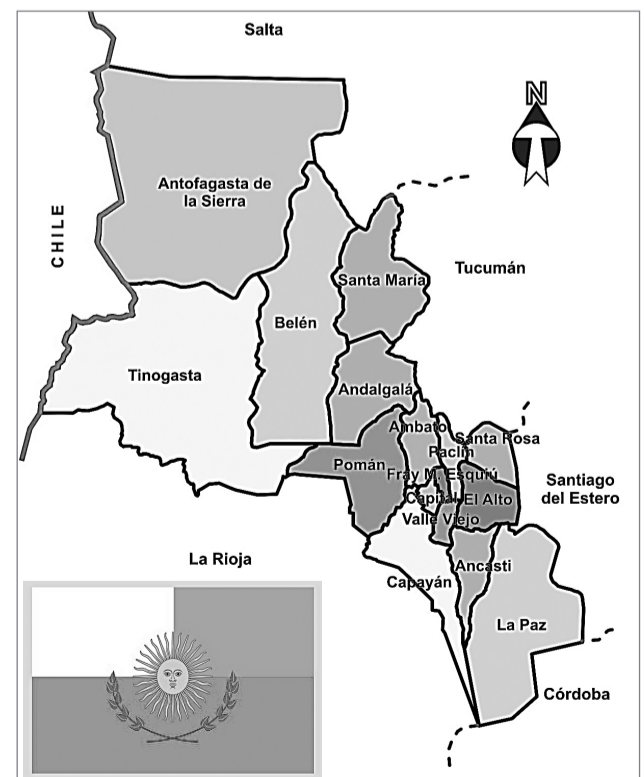 Salta
N
Antofagasta de
la Sierra
CHILE
Tucumán
Santa María
Belén
Tinogasta
Andalgalá
Ambato
Santa Rosa
Paclín
Pomán
Fray M. Esquiú
Santiago
del Estero
Capital
El Alto
Valle Viejo
La Rioja
Ancasti
Capayán
La Paz
Córdoba